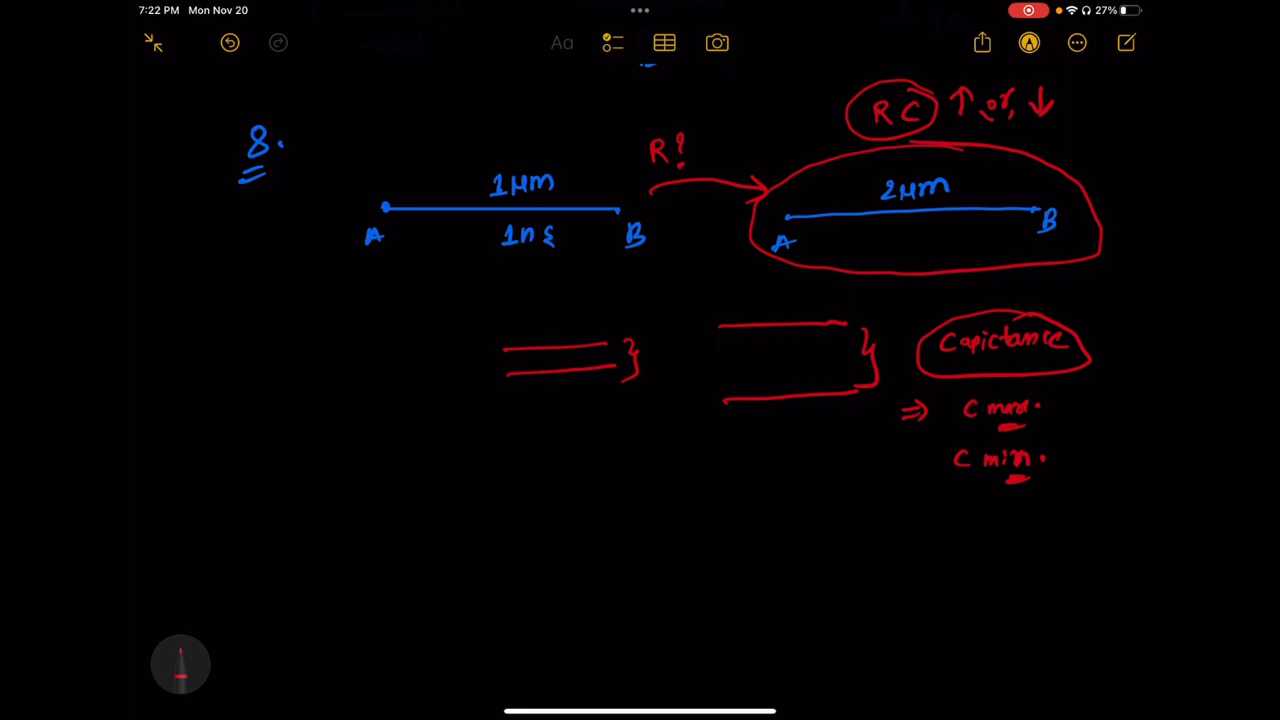 7:22 PM Mon Nov 20
27%
Aa
RC ↑ or, ↓
8.
R?
1μm
2μm
A
1ns
B
A
B
Capictance
⇒ C max.
C min.